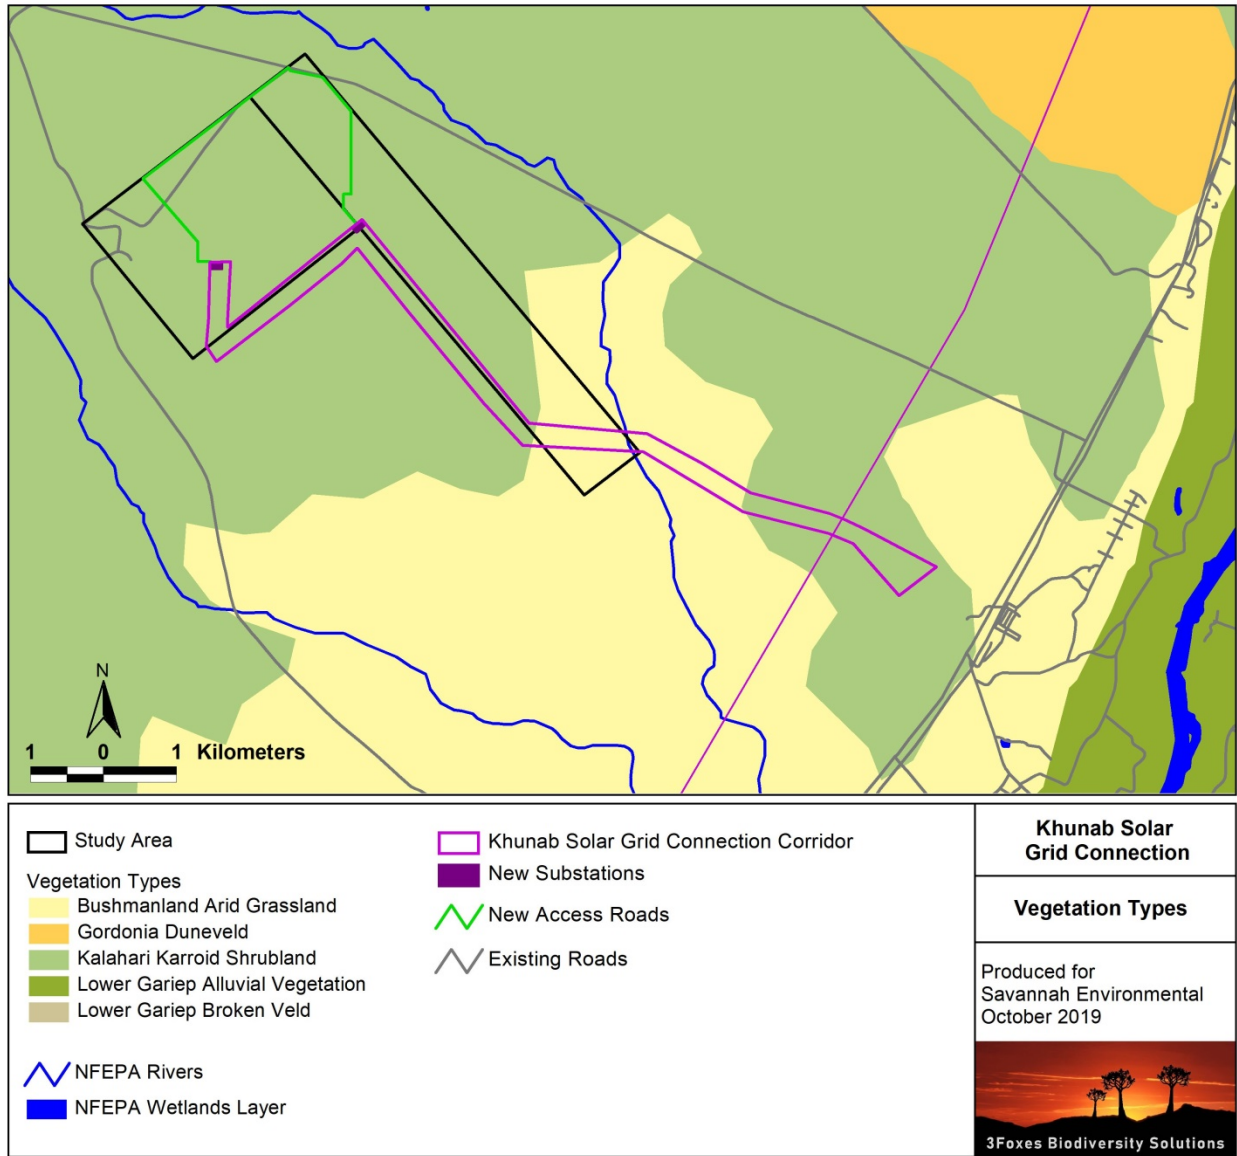 N
1 0 1 Kilometers
Study Area
Vegetation Types
Bushmanland Arid Grassland
Gordonia Duneveld
Kalahari Karroid Shrubland
Lower Gariep Alluvial Vegetation
Lower Gariep Broken Veld
NFEPA Rivers
NFEPA Wetlands Layer
Khunab Solar Grid Connection Corridor
New Substations
New Access Roads
Existing Roads
Khunab Solar
Grid Connection
Vegetation Types
Produced for
Savannah Environmental
October 2019
3Foxes Biodiversity Solutions